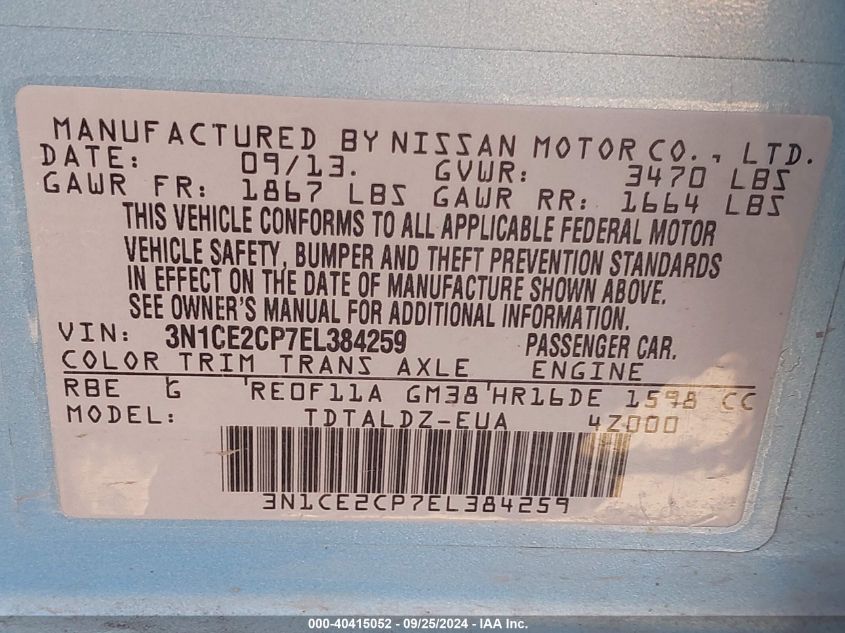 MANUFACTURED BY NISSAN MOTOR CO., LTD.
DATE: 09/13. GVWR: 3470 LBS
GAWR FR: 1867 LBS GAWR RR: 1664 LBS
THIS VEHICLE CONFORMS TO ALL APPLICABLE FEDERAL MOTOR
VEHICLE SAFETY, BUMPER AND THEFT PREVENTION STANDARDS
IN EFFECT ON THE DATE OF MANUFACTURE SHOWN ABOVE.
SEE OWNER'S MANUAL FOR ADDITIONAL INFORMATION.
VIN: 3N1CE2CP7EL384259 PASSENGER CAR.
COLOR TRIM TRANS AXLE ENGINE
RBE G RE0F11A GM38 HR16DE 1598 CC
MODEL: TDTALDZ-EUA 4Z000
3N1CE2CP7EL384259
000-40415052 - 09/25/2024 - IAA Inc.